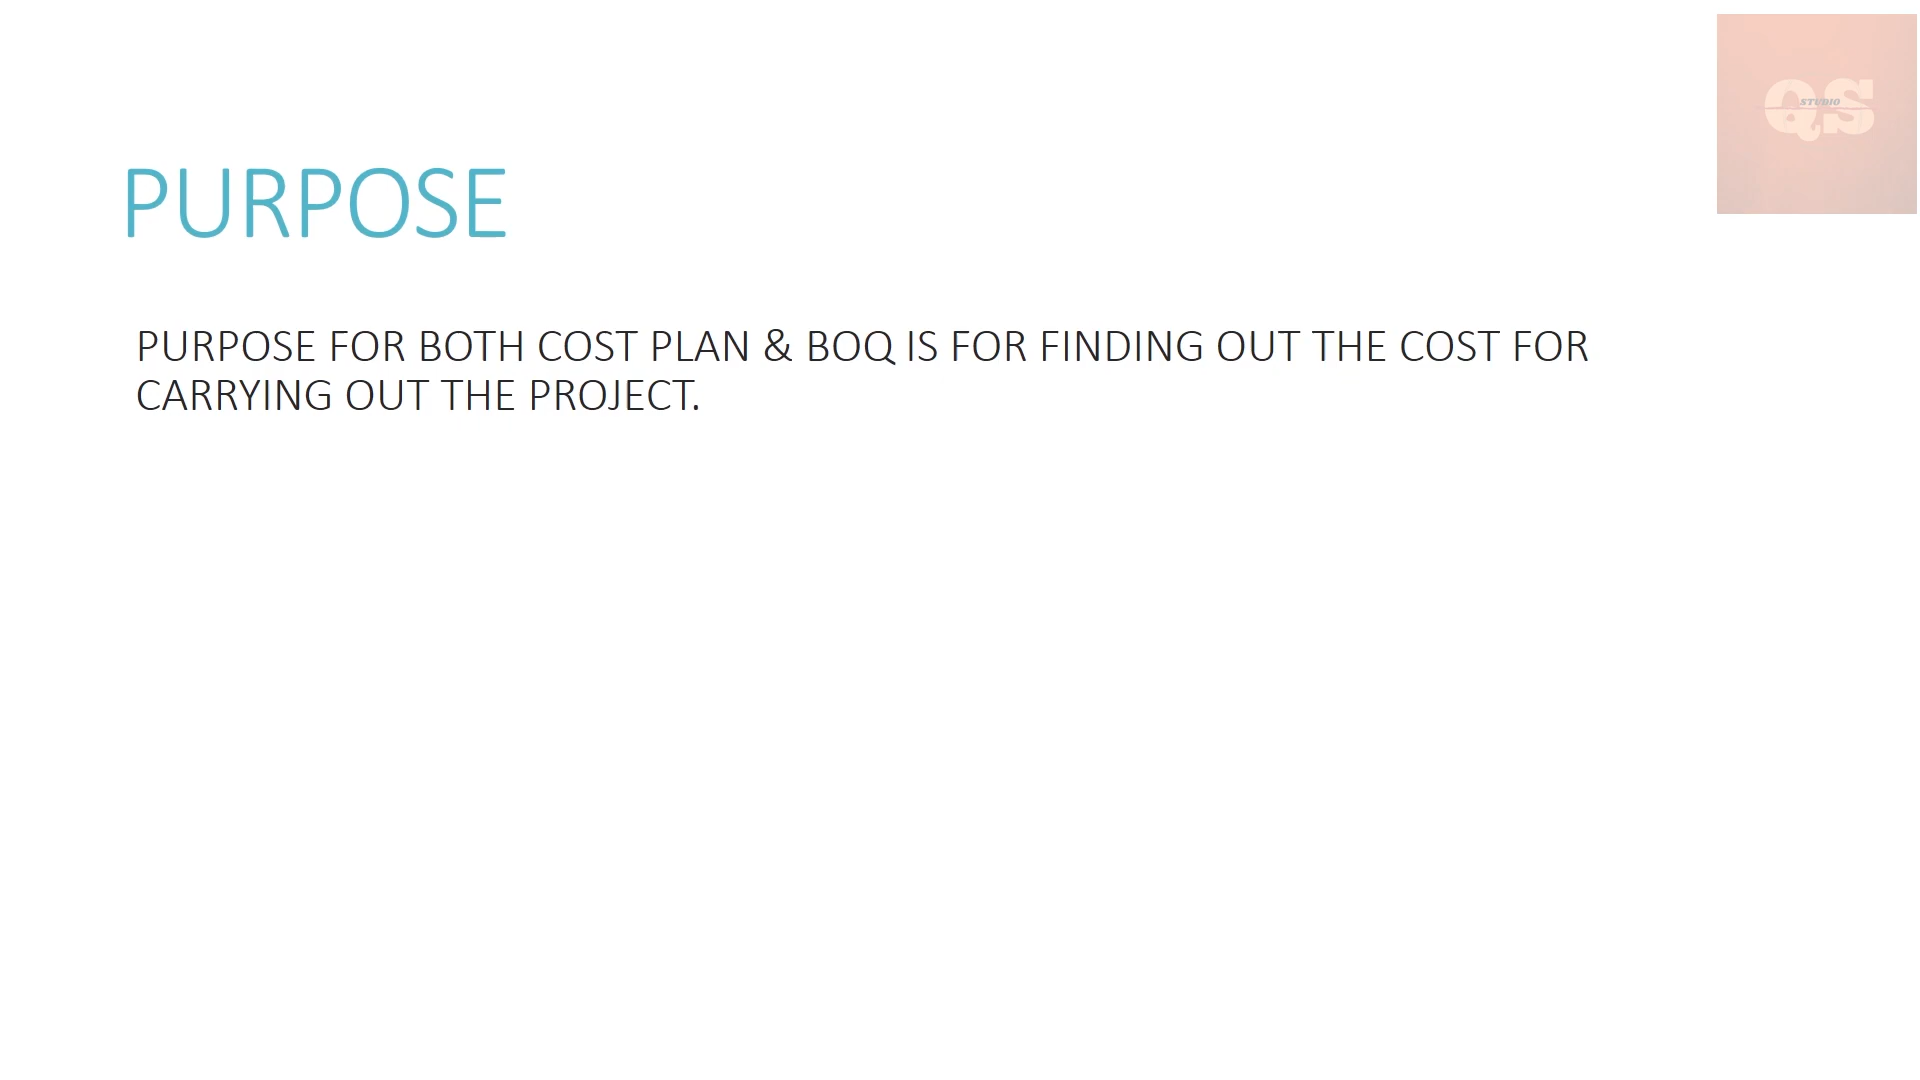 QS
STUDIO
PURPOSE
PURPOSE FOR BOTH COST PLAN & BOQ IS FOR FINDING OUT THE COST FOR
CARRYING OUT THE PROJECT.